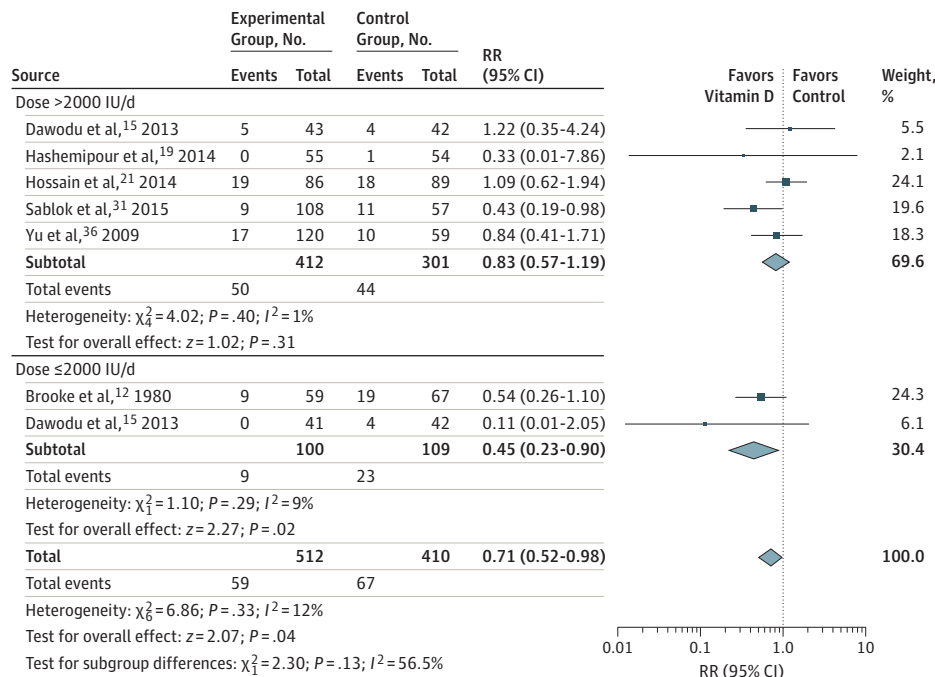 Experimental Group, No. Control Group, No. RR (95% CI) Favors Vitamin D Favors Control Weight, %
Source Events Total Events Total
Dose >2000 IU/d
Dawodu et al,15 2013 5 43 4 42 1.22 (0.35-4.24) 5.5
Hashemipour et al,19 2014 0 55 1 54 0.33 (0.01-7.86) 2.1
Hossain et al,21 2014 19 86 18 89 1.09 (0.62-1.94) 24.1
Sablok et al,31 2015 9 108 11 57 0.43 (0.19-0.98) 19.6
Yu et al,36 2009 17 120 10 59 0.84 (0.41-1.71) 18.3
Subtotal 412 301 0.83 (0.57-1.19) 69.6
Total events 50 44
Heterogeneity: χ²₄ = 4.02; P = .40; I² = 1%
Test for overall effect: z = 1.02; P = .31
Dose ≤2000 IU/d
Brooke et al,12 1980 9 59 19 67 0.54 (0.26-1.10) 24.3
Dawodu et al,15 2013 0 41 4 42 0.11 (0.01-2.05) 6.1
Subtotal 100 109 0.45 (0.23-0.90) 30.4
Total events 9 23
Heterogeneity: χ²₁ = 1.10; P = .29; I² = 9%
Test for overall effect: z = 2.27; P = .02
Total 512 410 0.71 (0.52-0.98) 100.0
Total events 59 67
Heterogeneity: χ²₆ = 6.86; P = .33; I² = 12%
Test for overall effect: z = 2.07; P = .04
Test for subgroup differences: χ²₁ = 2.30; P = .13; I² = 56.5%
0.01 0.1 1.0 10
RR (95% CI)